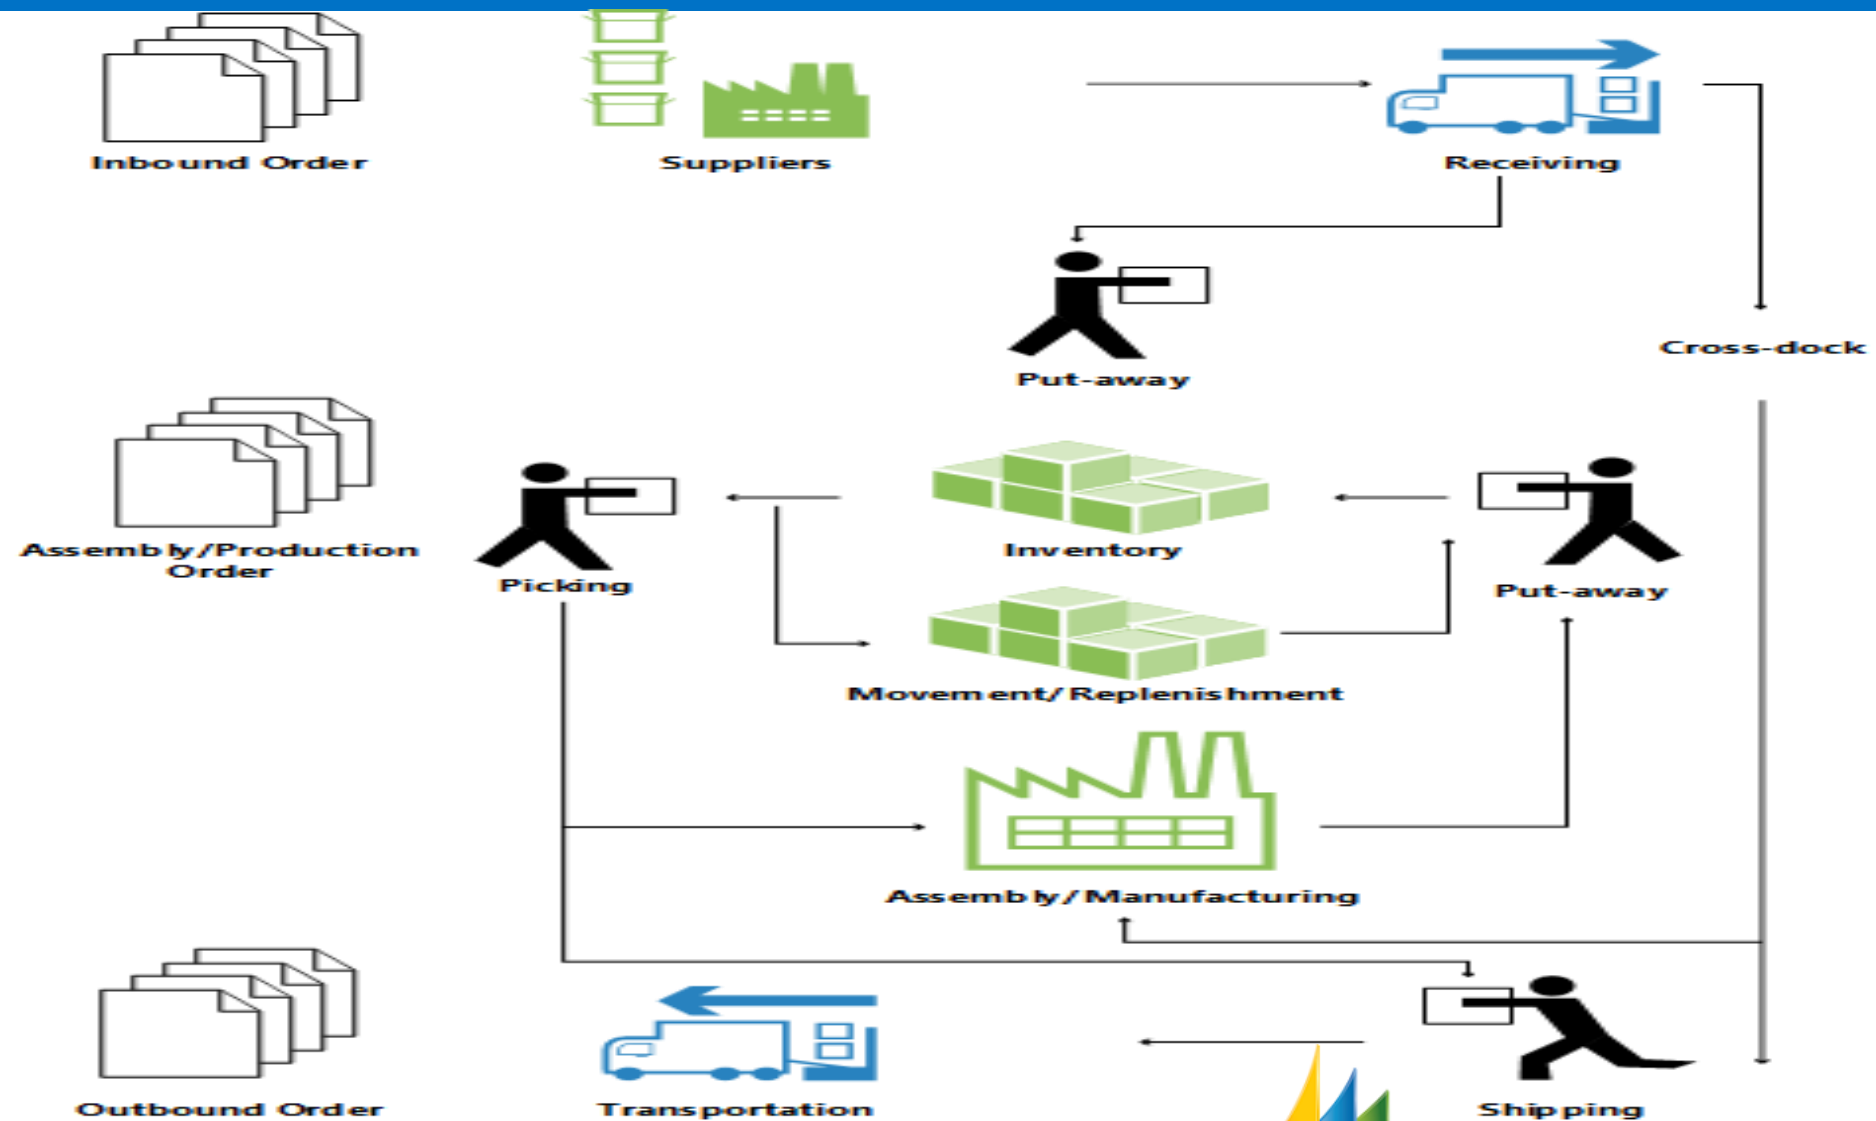 Inbound Order
Suppliers
Receiving
Cross-dock
Put-away
Assembly/Production
Order
Picking
Inventory
Put-away
Movement/Replenishment
Assembly/Manufacturing
Outbound Order
Transportation
Shipping